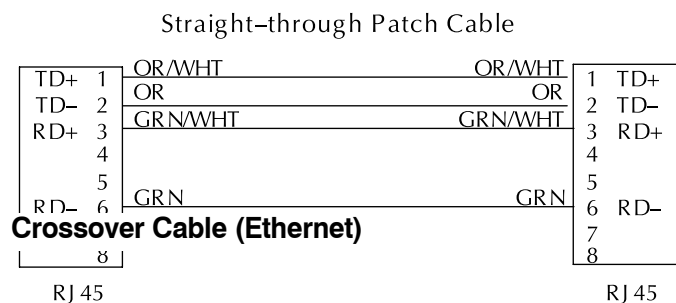 Straight–through Patch Cable
TD+ 1 OR/WHT OR/WHT 1 TD+
TD– 2 OR OR 2 TD–
RD+ 3 GRN/WHT GRN/WHT 3 RD+
4 4
5 5
RD– 6 GRN GRN 6 RD–
Crossover Cable (Ethernet)
7
8 8
RJ45 RJ45